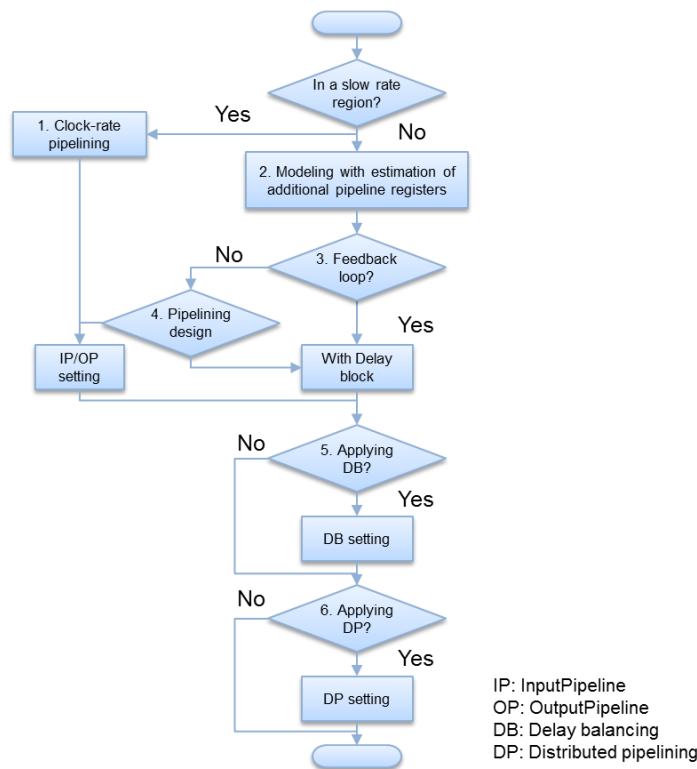 In a slow rate
region?
Yes
No
1. Clock-rate
pipelining
2. Modeling with estimation of
additional pipeline registers
No
3. Feedback
loop?
4. Pipelining
design
Yes
IP/OP
setting
With Delay
block
No
5. Applying
DB?
Yes
DB setting
No
6. Applying
DP?
Yes
DP setting
IP: InputPipeline
OP: OutputPipeline
DB: Delay balancing
DP: Distributed pipelining